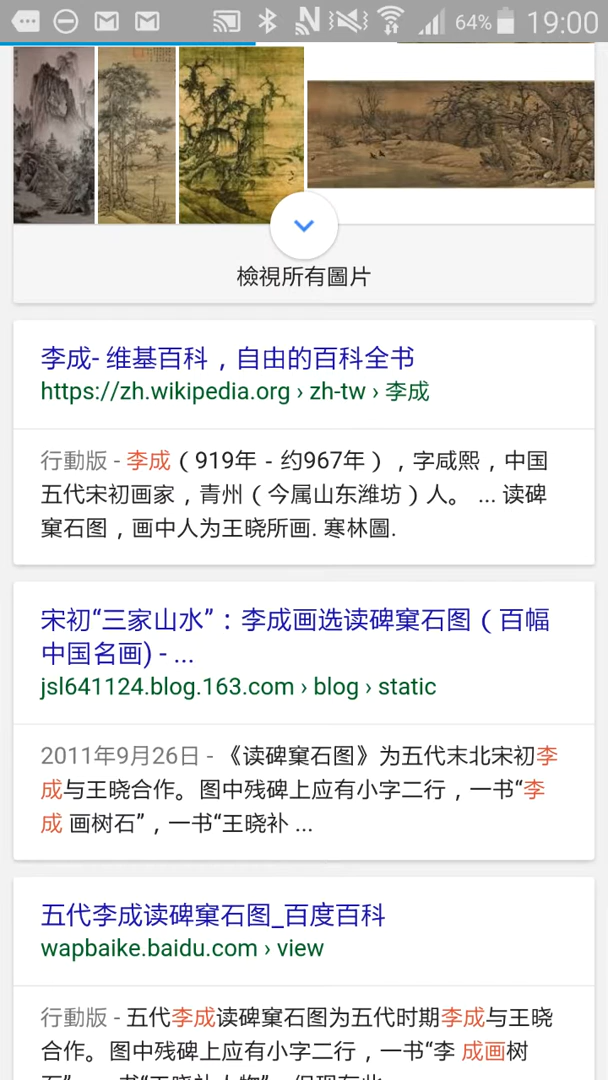 64% 19:00
檢視所有圖片
李成- 维基百科，自由的百科全书
https://zh.wikipedia.org › zh-tw › 李成
行動版 - 李成（919年－约967年），字咸熙，中国
五代宋初画家，青州（今属山东潍坊）人。 ... 读碑
窠石图，画中人为王晓所画. 寒林圖.
宋初“三家山水”：李成画选读碑窠石图（百幅
中国名画) - ...
jsl641124.blog.163.com › blog › static
2011年9月26日 - 《读碑窠石图》为五代末北宋初李
成与王晓合作。图中残碑上应有小字二行，一书“李
成 画树石”，一书“王晓补 ...
五代李成读碑窠石图_百度百科
wapbaike.baidu.com › view
行動版 - 五代李成读碑窠石图为五代时期李成与王晓
合作。图中残碑上应有小字二行，一书“李 成画树